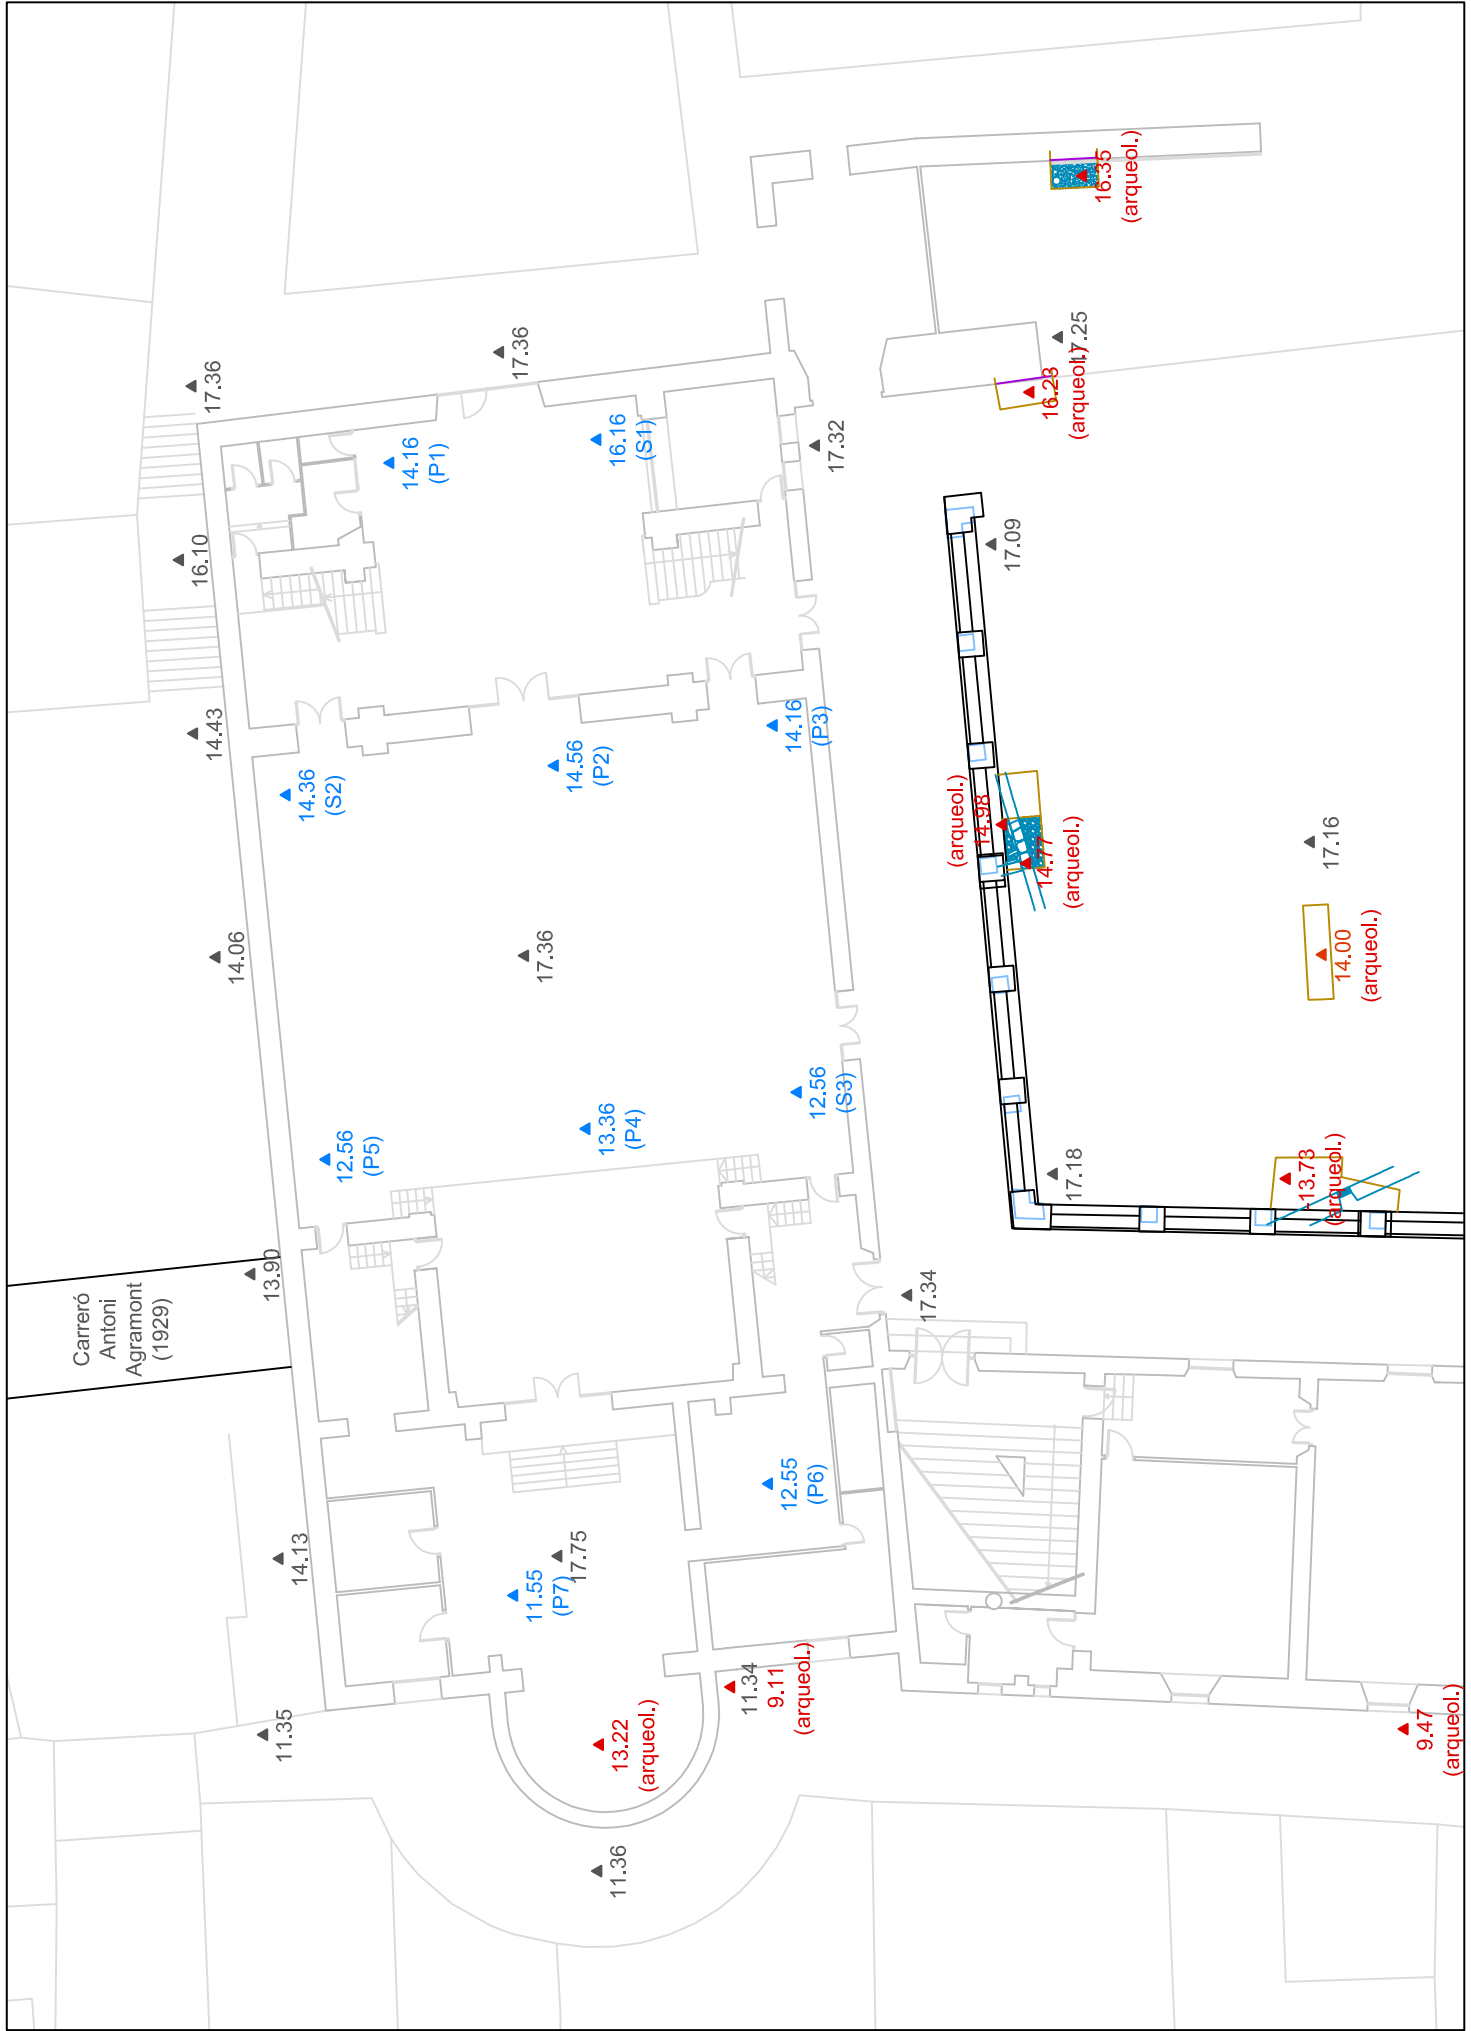 16.35
(arqueol.)
17.36
17.36
17.25
16.23
(arqueol.)
17.32
14.16
(P1)
16.16
(S1)
16.10
17.09
14.43
14.36
(S2)
14.56
(P2)
14.16
(P3)
(arqueol.)
14.98
14.77
(arqueol.)
17.16
14.06
17.36
14.00
(arqueol.)
12.56
(P5)
13.36
(P4)
12.56
(S3)
17.18
13.73
(arqueol.)
13.90
Carreró
Antoni
Agramont
(1929)
17.34
12.55
(P6)
14.13
17.75
11.55
(P7)
11.34
9.11
(arqueol.)
11.35
13.22
(arqueol.)
9.47
(arqueol.)
11.36